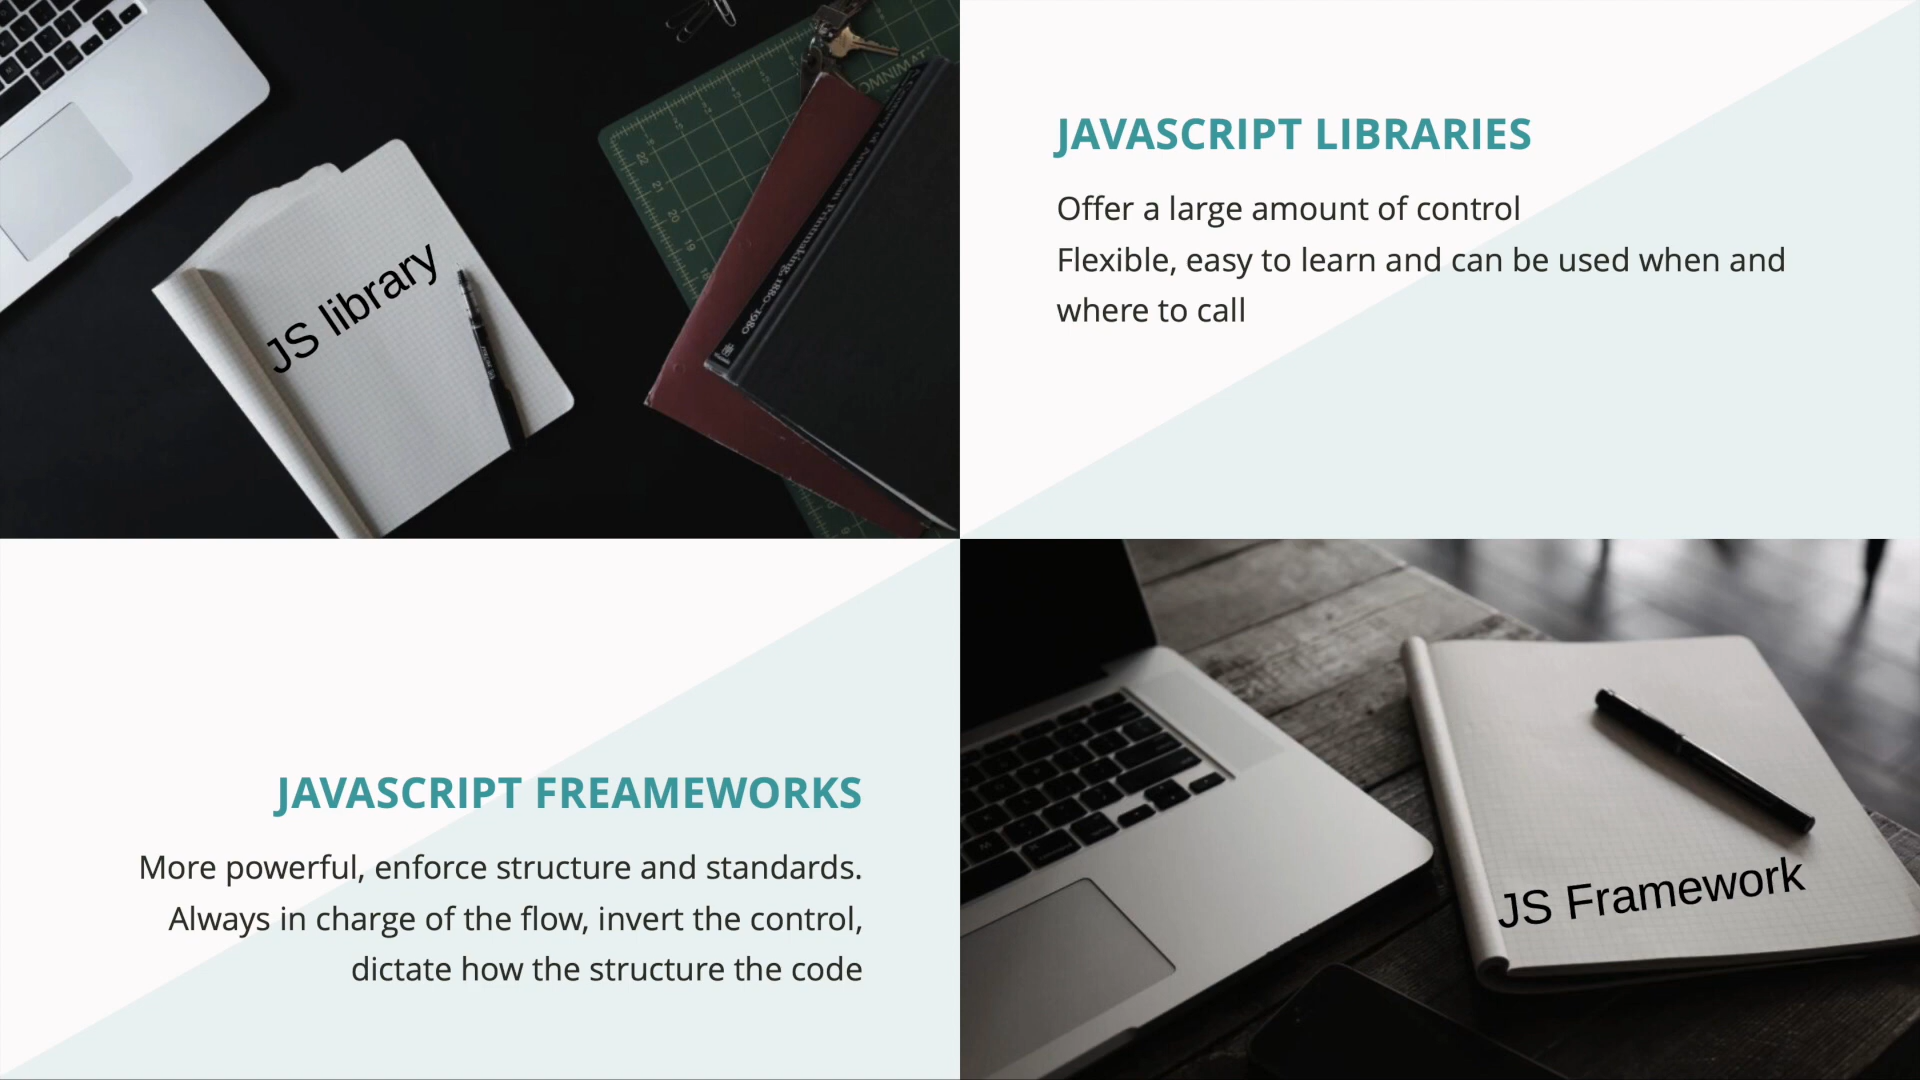 OMNIMAT
JS library
JAVASCRIPT LIBRARIES
Offer a large amount of control
Flexible, easy to learn and can be used when and
where to call
JAVASCRIPT FREAMEWORKS
More powerful, enforce structure and standards.
Always in charge of the flow, invert the control,
dictate how the structure the code
JS Framework